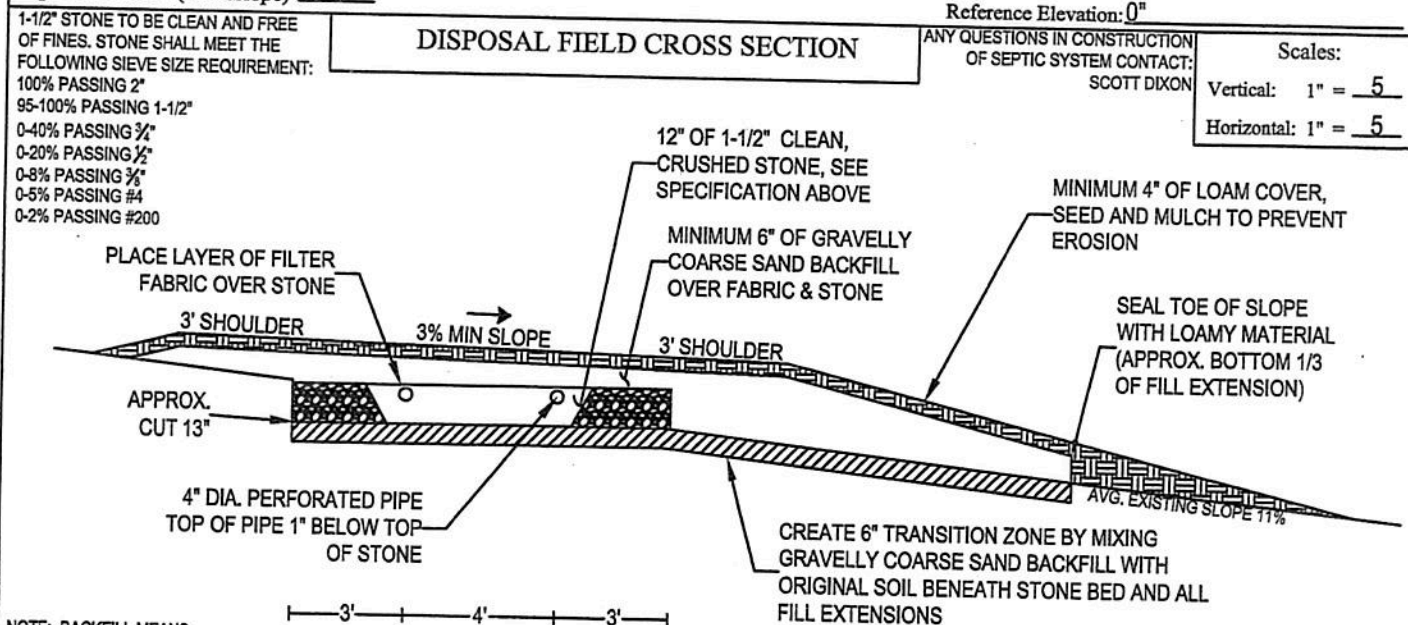 Reference Elevation: 0"
1-1/2" STONE TO BE CLEAN AND FREE
OF FINES. STONE SHALL MEET THE
FOLLOWING SIEVE SIZE REQUIREMENT:
100% PASSING 2"
95-100% PASSING 1-1/2"
0-40% PASSING ¾"
0-20% PASSING ½"
0-8% PASSING ⅜"
0-5% PASSING #4
0-2% PASSING #200
DISPOSAL FIELD CROSS SECTION
ANY QUESTIONS IN CONSTRUCTION
OF SEPTIC SYSTEM CONTACT:
SCOTT DIXON
Scales:
Vertical: 1" = 5
Horizontal: 1" = 5
12" OF 1-1/2" CLEAN,
CRUSHED STONE, SEE
SPECIFICATION ABOVE
MINIMUM 4" OF LOAM COVER,
SEED AND MULCH TO PREVENT
EROSION
MINIMUM 6" OF GRAVELLY
COARSE SAND BACKFILL
OVER FABRIC & STONE
PLACE LAYER OF FILTER
FABRIC OVER STONE
SEAL TOE OF SLOPE
WITH LOAMY MATERIAL
(APPROX. BOTTOM 1/3
OF FILL EXTENSION)
3' SHOULDER
3% MIN SLOPE
3' SHOULDER
APPROX.
CUT 13"
AVG. EXISTING SLOPE 11%
4" DIA. PERFORATED PIPE
TOP OF PIPE 1" BELOW TOP
OF STONE
CREATE 6" TRANSITION ZONE BY MIXING
GRAVELLY COARSE SAND BACKFILL WITH
ORIGINAL SOIL BENEATH STONE BED AND ALL
FILL EXTENSIONS
3' 4' 3'
NOTE: BACKFILL MEANS